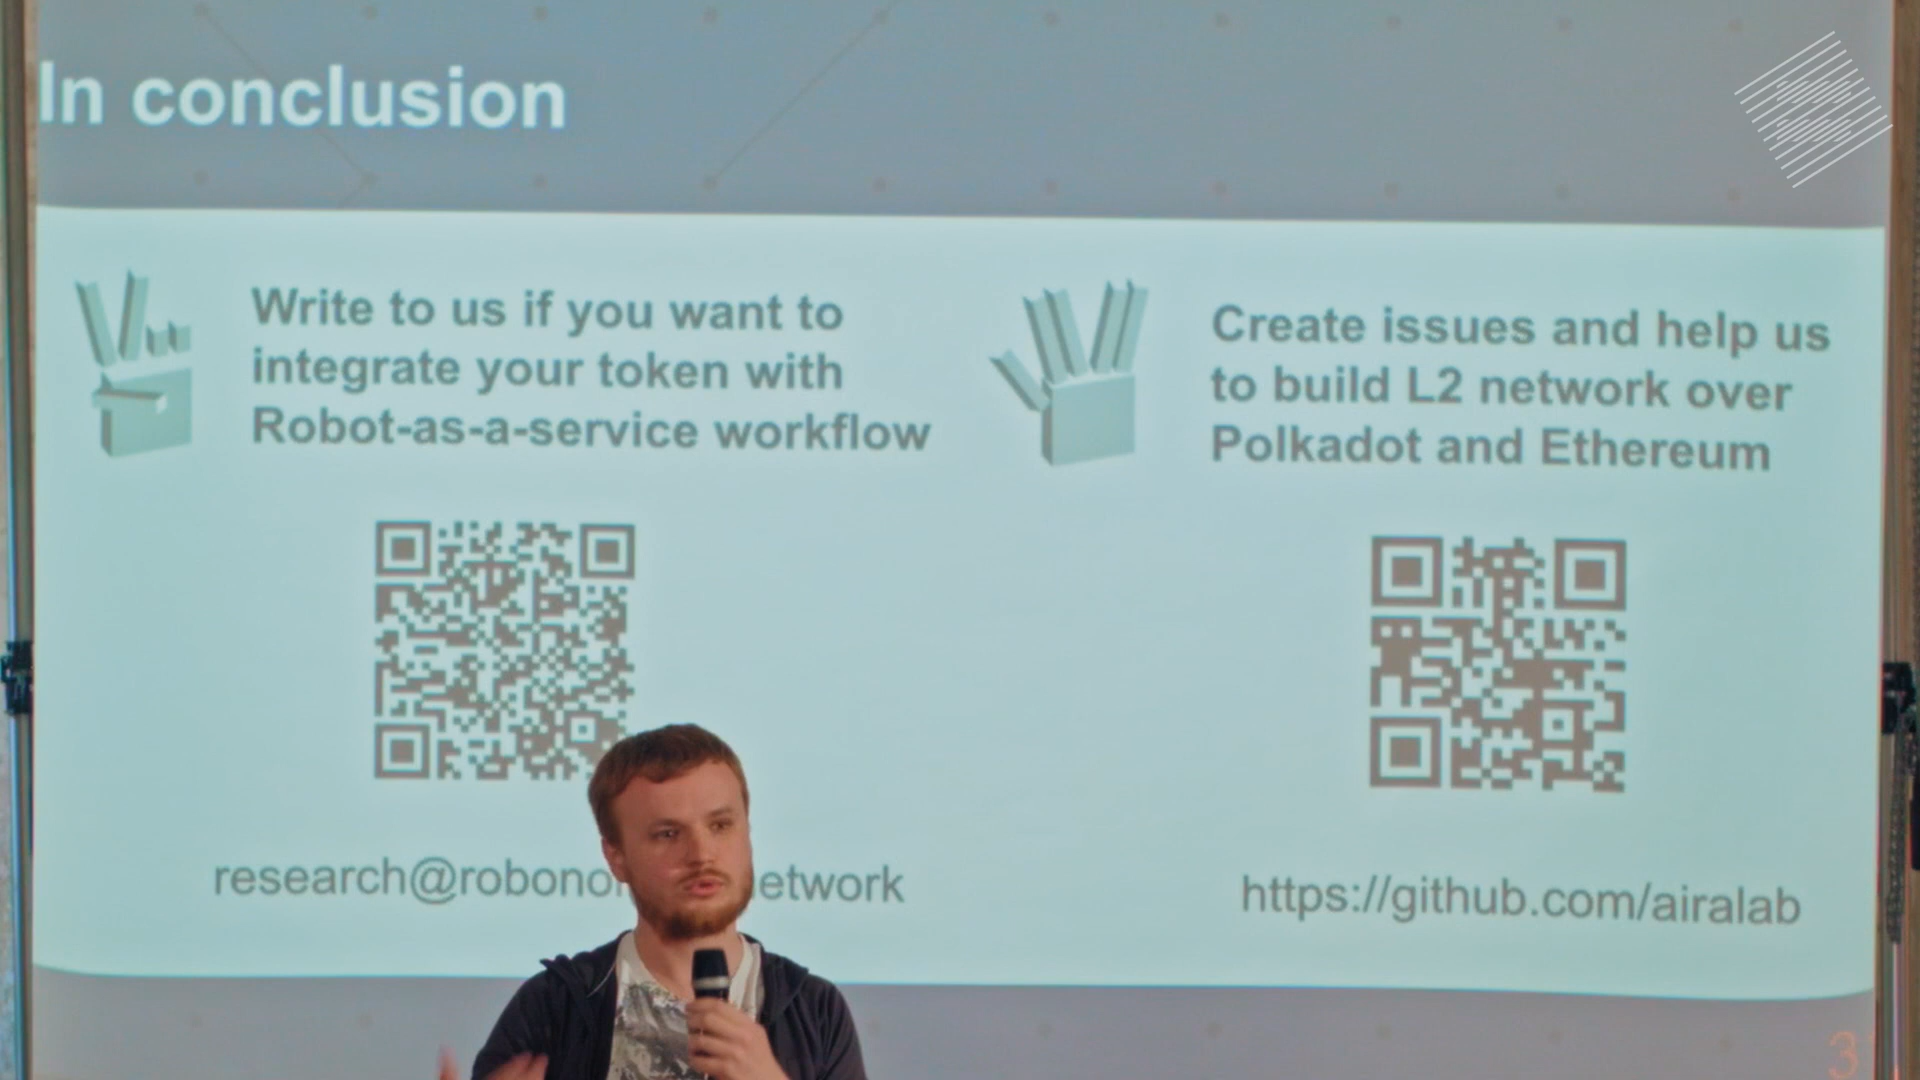 In conclusion
Write to us if you want to
integrate your token with
Robot-as-a-service workflow
Create issues and help us
to build L2 network over
Polkadot and Ethereum
https://github.com/airalab